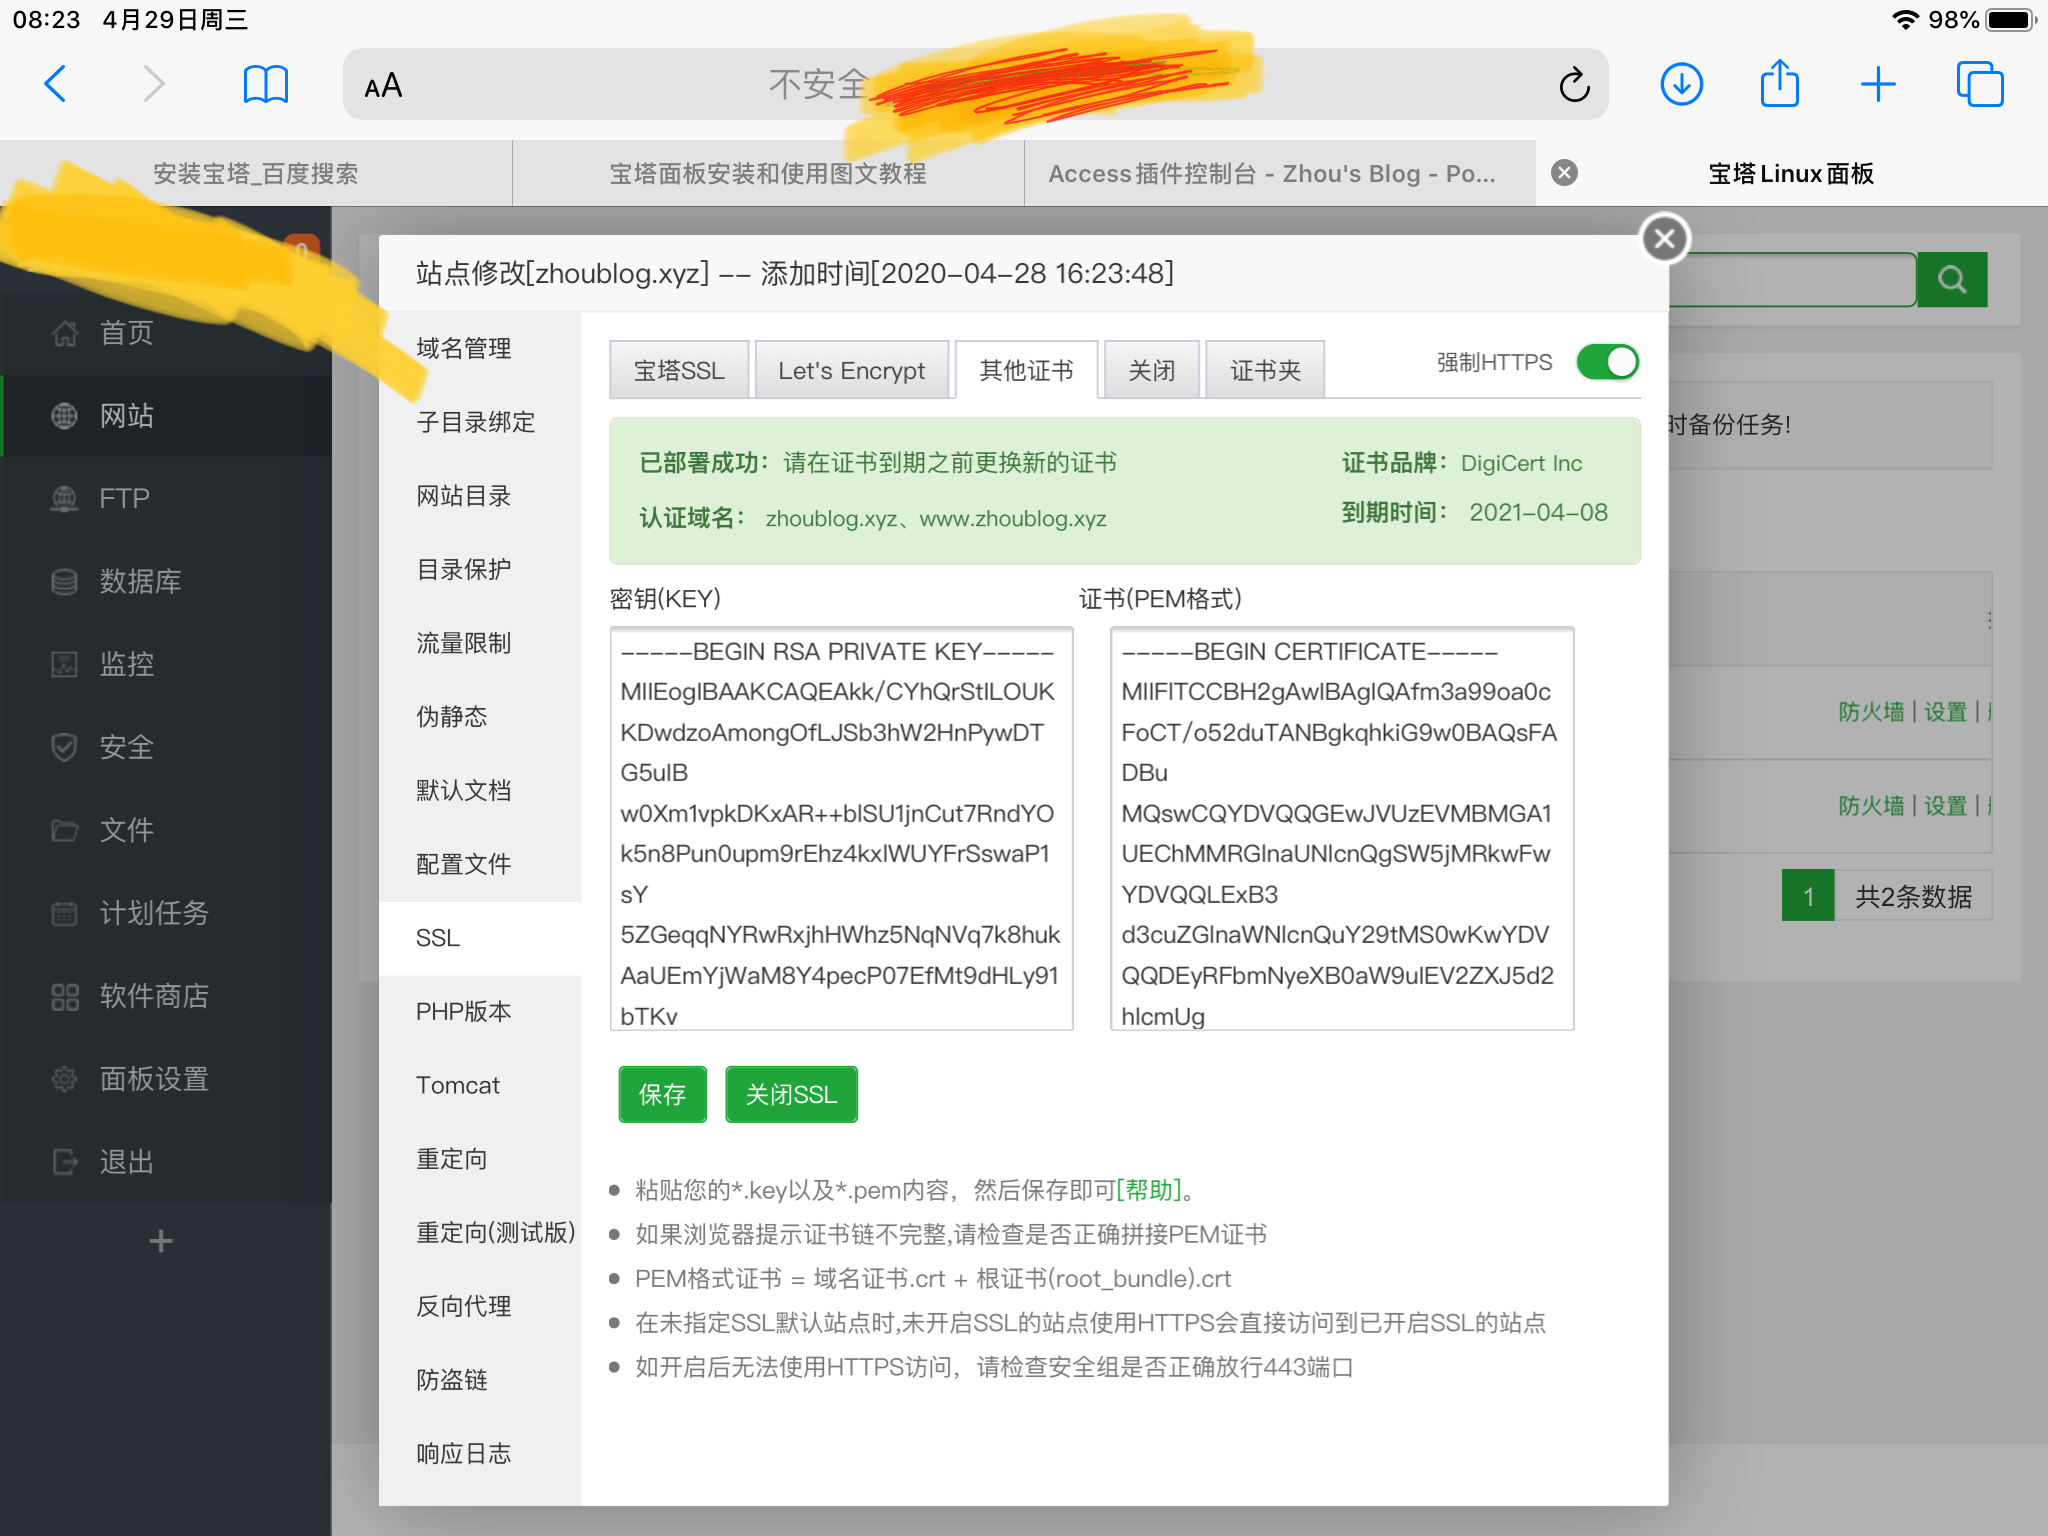 08:23 4月29日周三
98%
AA
不安全
安装宝塔_百度搜索
宝塔面板安装和使用图文教程
Access插件控制台 - Zhou's Blog - Po...
宝塔Linux面板
0
首页
网站
FTP
数据库
监控
安全
文件
计划任务
软件商店
面板设置
退出
站点修改[zhoublog.xyz] -- 添加时间[2020-04-28 16:23:48]
域名管理
子目录绑定
网站目录
目录保护
流量限制
伪静态
默认文档
配置文件
SSL
PHP版本
Tomcat
重定向
重定向(测试版)
反向代理
防盗链
响应日志
宝塔SSL
Let's Encrypt
其他证书
关闭
证书夹
强制HTTPS
已部署成功：请在证书到期之前更换新的证书
证书品牌：DigiCert Inc
认证域名：zhoublog.xyz、www.zhoublog.xyz
到期时间：2021-04-08
密钥(KEY)
-----BEGIN RSA PRIVATE KEY-----
MIIEogIBAAKCAQEAkk/CYhQrStlLOUK
KDwdzoAmongOfLJSb3hW2HnPywDT
G5ulB
w0Xm1vpkDKxAR++blSU1jnCut7RndYO
k5n8Pun0upm9rEhz4kxlWUYFrSswaP1
sY
5ZGeqqNYRwRxjhHWhz5NqNVq7k8huk
AaUEmYjWaM8Y4pecP07EfMt9dHLy91
bTKv
证书(PEM格式)
-----BEGIN CERTIFICATE-----
MIIFlTCCBH2gAwIBAgIQAfm3a99oa0c
FoCT/o52duTANBgkqhkiG9w0BAQsFA
DBu
MQswCQYDVQQGEwJVUzEVMBMGA1
UEChMMRGlnaUNlcnQgSW5jMRkwFw
YDVQQLExB3
d3cuZGlnaWNlcnQuY29tMS0wKwYDV
QQDEyRFbmNyeXB0aW9uIEV2ZXJ5d2
hlcmUg
保存
关闭SSL
粘贴您的*.key以及*.pem内容，然后保存即可[帮助]。
如果浏览器提示证书链不完整,请检查是否正确拼接PEM证书
PEM格式证书 = 域名证书.crt + 根证书(root_bundle).crt
在未指定SSL默认站点时,未开启SSL的站点使用HTTPS会直接访问到已开启SSL的站点
如开启后无法使用HTTPS访问，请检查安全组是否正确放行443端口
时备份任务!
防火墙 | 设置 |
防火墙 | 设置 |
1
共2条数据